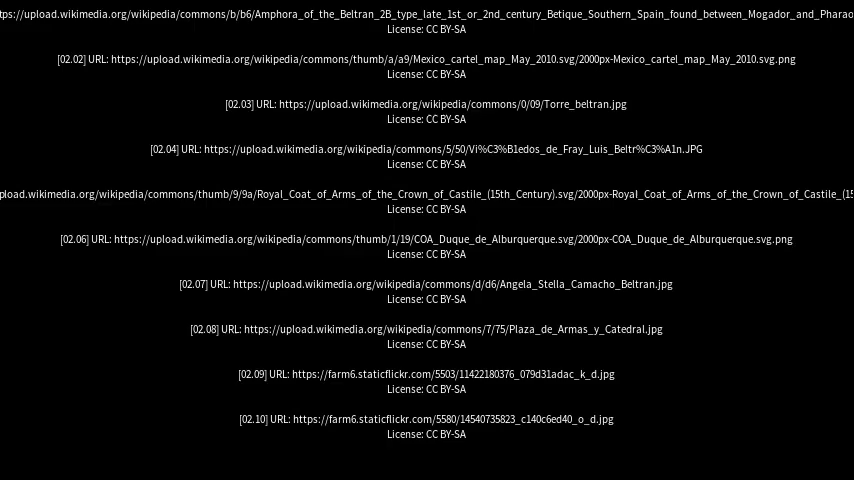 tps://upload.wikimedia.org/wikipedia/commons/b/b6/Amphora_of_the_Beltran_2B_type_late_1st_or_2nd_century_Betique_Southern_Spain_found_between_Mogador_and_Pharao
License: CC BY-SA
[02.02] URL: https://upload.wikimedia.org/wikipedia/commons/thumb/a/a9/Mexico_cartel_map_May_2010.svg/2000px-Mexico_cartel_map_May_2010.svg.png
License: CC BY-SA
[02.03] URL: https://upload.wikimedia.org/wikipedia/commons/0/09/Torre_beltran.jpg
License: CC BY-SA
[02.04] URL: https://upload.wikimedia.org/wikipedia/commons/5/50/Vi%C3%B1edos_de_Fray_Luis_Beltr%C3%A1n.JPG
License: CC BY-SA
pload.wikimedia.org/wikipedia/commons/thumb/9/9a/Royal_Coat_of_Arms_of_the_Crown_of_Castile_(15th_Century).svg/2000px-Royal_Coat_of_Arms_of_the_Crown_of_Castile_(15
License: CC BY-SA
[02.06] URL: https://upload.wikimedia.org/wikipedia/commons/thumb/1/19/COA_Duque_de_Alburquerque.svg/2000px-COA_Duque_de_Alburquerque.svg.png
License: CC BY-SA
[02.07] URL: https://upload.wikimedia.org/wikipedia/commons/d/d6/Angela_Stella_Camacho_Beltran.jpg
License: CC BY-SA
[02.08] URL: https://upload.wikimedia.org/wikipedia/commons/7/75/Plaza_de_Armas_y_Catedral.jpg
License: CC BY-SA
[02.09] URL: https://farm6.staticflickr.com/5503/11422180376_079d31adac_k_d.jpg
License: CC BY-SA
[02.10] URL: https://farm6.staticflickr.com/5580/14540735823_c140c6ed40_o_d.jpg
License: CC BY-SA